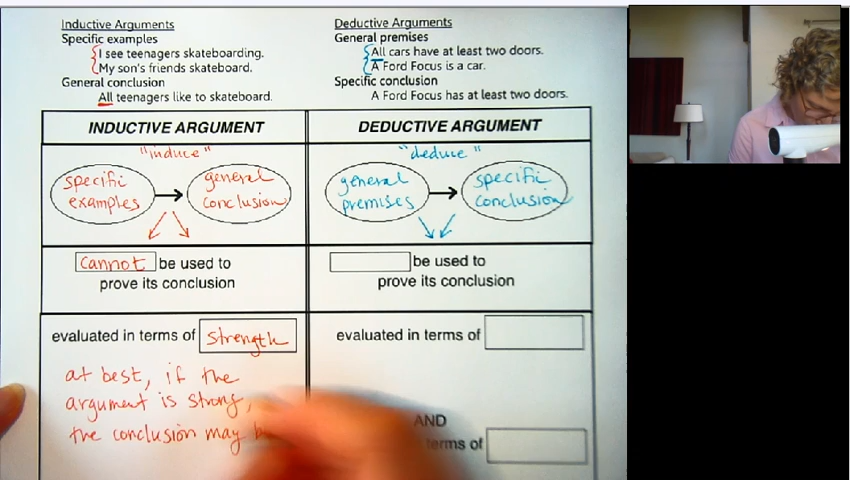 Inductive Arguments
Specific examples
I see teenagers skateboarding.
My son's friends skateboard.
General conclusion
All teenagers like to skateboard.
Deductive Arguments
General premises
All cars have at least two doors.
A Ford Focus is a car.
Specific conclusion
A Ford Focus has at least two doors.
INDUCTIVE ARGUMENT
"induce"
specific
examples
general
conclusion
cannot be used to
prove its conclusion
evaluated in terms of strength
at best, if the
argument is strong,
the conclusion may
DEDUCTIVE ARGUMENT
"deduce"
general
premises
specific
conclusion
be used to
prove its conclusion
evaluated in terms of
AND
terms of